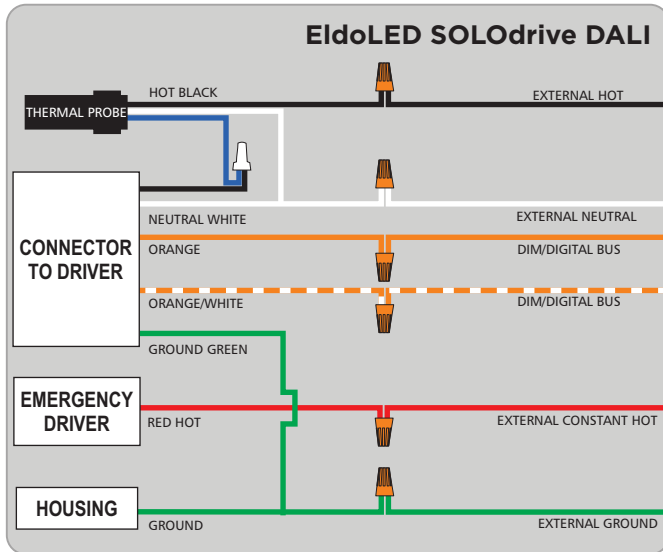 EldoLED SOLOdrive DALI
HOT BLACK
EXTERNAL HOT
THERMAL PROBE
NEUTRAL WHITE
EXTERNAL NEUTRAL
CONNECTOR
TO DRIVER
ORANGE
DIM/DIGITAL BUS
ORANGE/WHITE
DIM/DIGITAL BUS
GROUND GREEN
EMERGENCY
DRIVER
RED HOT
EXTERNAL CONSTANT HOT
HOUSING
GROUND
EXTERNAL GROUND